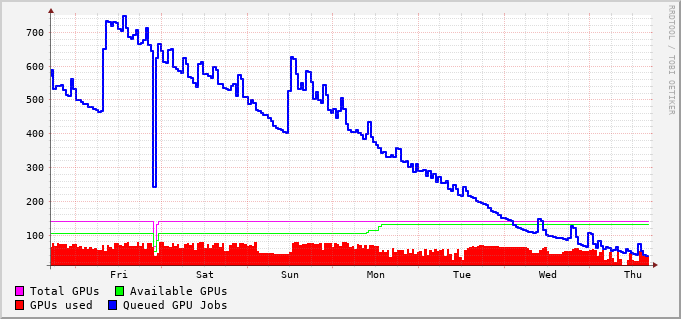 700
600
500
400
300
200
100
Fri Sat Sun Mon Tue Wed Thu
Total GPUs Available GPUs
GPUs used Queued GPU Jobs
RRDTOOL / TOBI OETIKER